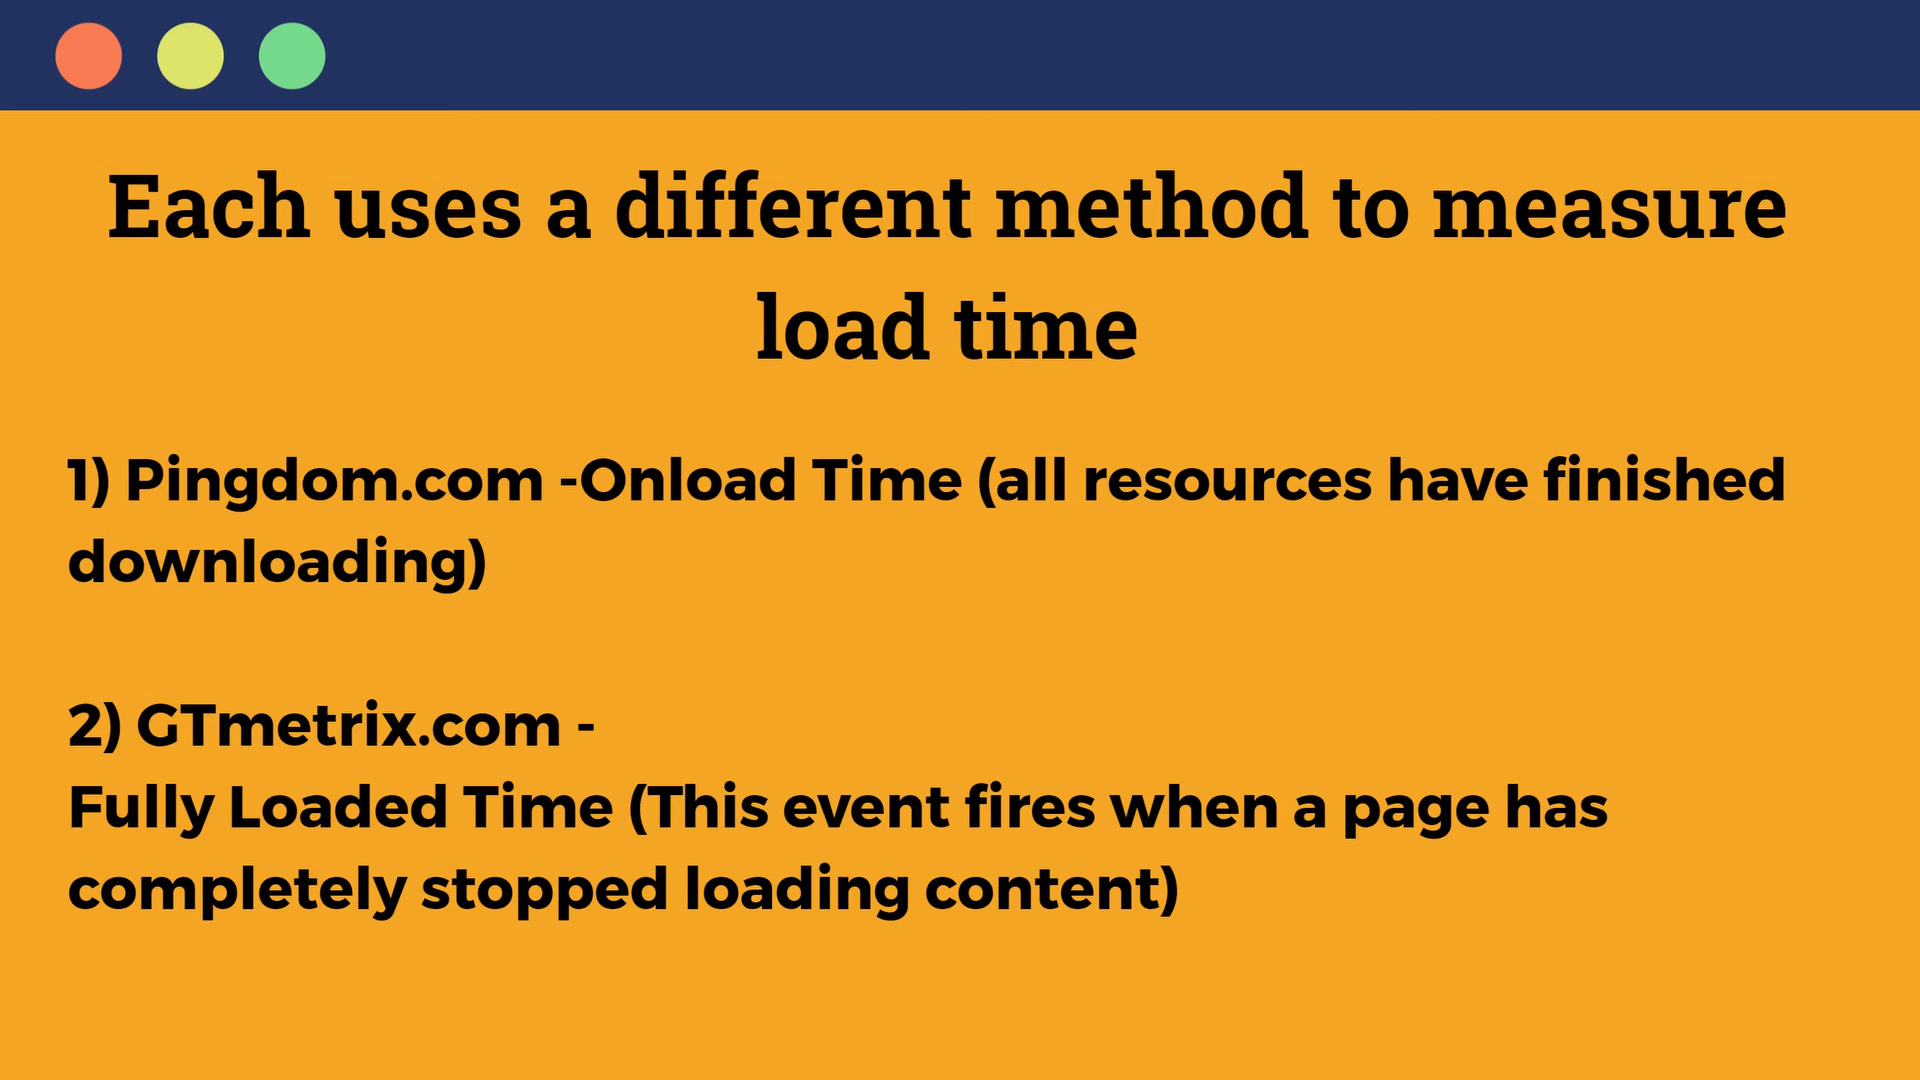 Each uses a different method to measure
load time
1) Pingdom.com -Onload Time (all resources have finished
downloading)
2) GTmetrix.com -
Fully Loaded Time (This event fires when a page has
completely stopped loading content)